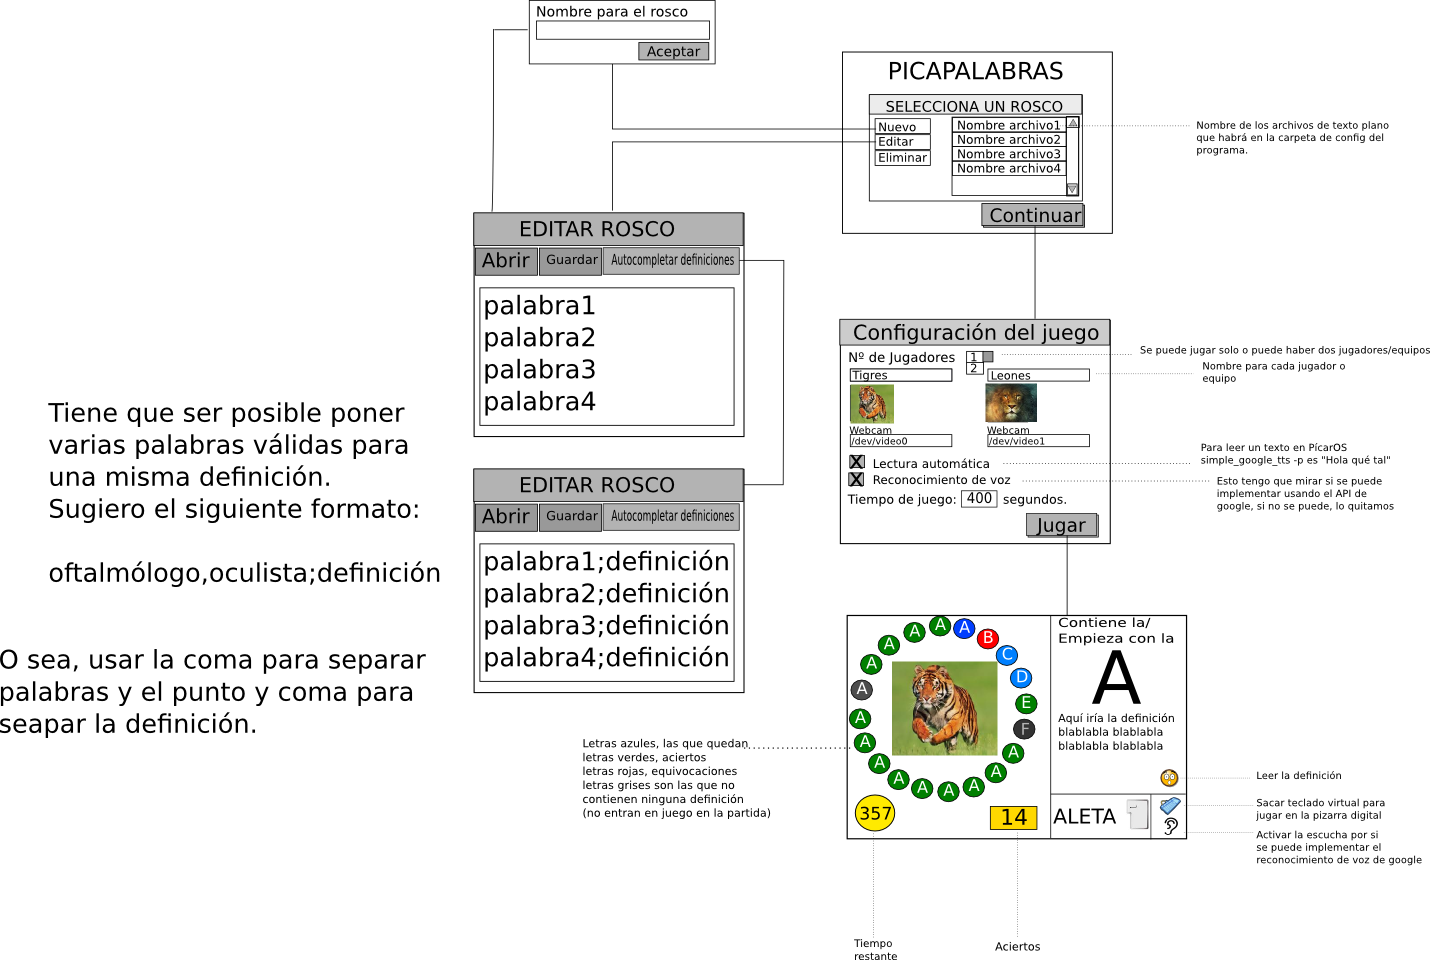 Nombre para el rosco
Aceptar
PICAPALABRAS
SELECCIONA UN ROSCO
Nuevo
Editar
Eliminar
Nombre archivo1
Nombre archivo2
Nombre archivo3
Nombre archivo4
Continuar
Nombre de los archivos de texto plano
que habrá en la carpeta de config del
programa.
EDITAR ROSCO
Abrir
Guardar
Autocompletar definiciones
palabra1
palabra2
palabra3
palabra4
Configuración del juego
Nº de Jugadores
1
2
Tigres
Leones
Webcam
/dev/video0
Webcam
/dev/video1
X Lectura automática
X Reconocimiento de voz
Tiempo de juego: 400 segundos.
Jugar
Se puede jugar solo o puede haber dos jugadores/equipos
Nombre para cada jugador o
equipo
Para leer un texto en PícarOS
simple_google_tts -p es "Hola qué tal"
Esto tengo que mirar si se puede
implementar usando el API de
google, si no se puede, lo quitamos
Tiene que ser posible poner
varias palabras válidas para
una misma definición.
Sugiero el siguiente formato:
oftalmólogo,oculista;definición
O sea, usar la coma para separar
palabras y el punto y coma para
seapar la definición.
EDITAR ROSCO
Abrir
Guardar
Autocompletar definiciones
palabra1;definición
palabra2;definición
palabra3;definición
palabra4;definición
Letras azules, las que quedan
letras verdes, aciertos
letras rojas, equivocaciones
letras grises son las que no
contienen ninguna definición
(no entran en juego en la partida)
A
B
C
D
E
F
A
A
A
A
A
A
A
A
A
A
A
A
A
A
357
14
Contiene la/
Empieza con la
A
Aquí iría la definición
blablabla blablabla
blablabla blablabla
ALETA
Leer la definición
Sacar teclado virtual para
jugar en la pizarra digital
Activar la escucha por si
se puede implementar el
reconocimiento de voz de google
Tiempo
restante
Aciertos